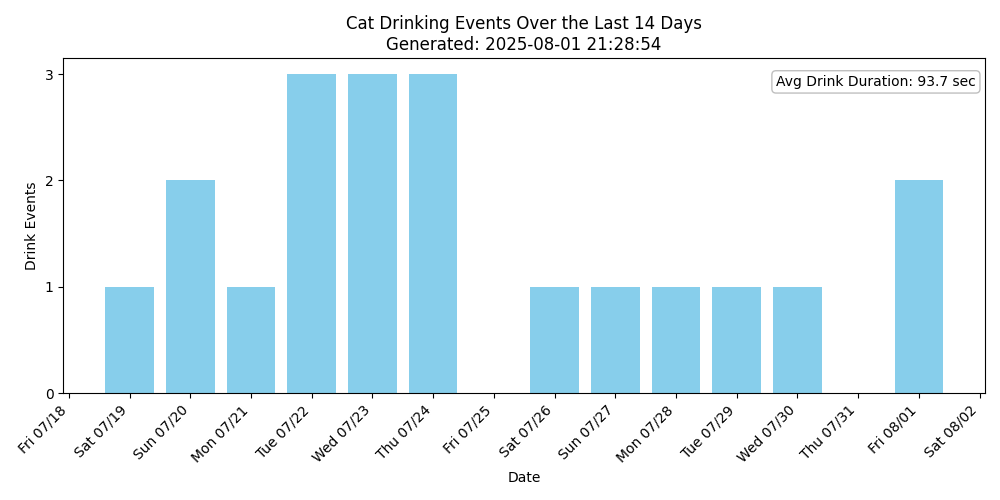 Cat Drinking Events Over the Last 14 Days
Generated: 2025-08-01 21:28:54
Avg Drink Duration: 93.7 sec
Drink Events
3
2
1
0
Fri 07/18
Sat 07/19
Sun 07/20
Mon 07/21
Tue 07/22
Wed 07/23
Thu 07/24
Fri 07/25
Sat 07/26
Sun 07/27
Mon 07/28
Tue 07/29
Wed 07/30
Thu 07/31
Fri 08/01
Sat 08/02
Date